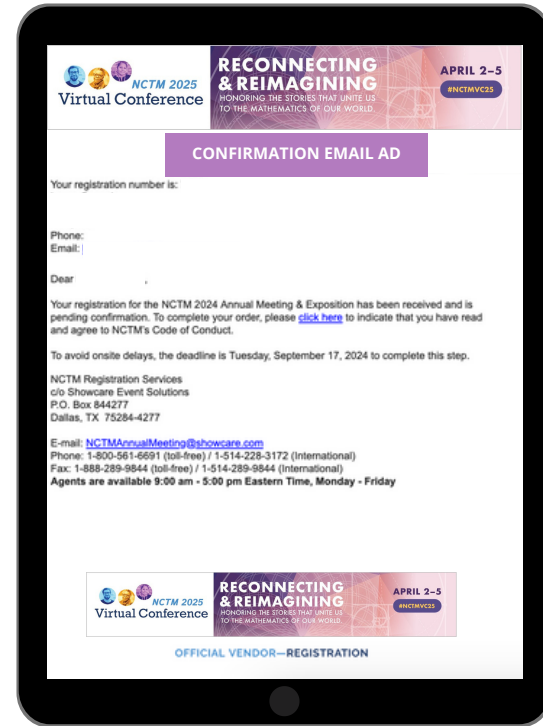 NCTM 2025
Virtual Conference
RECONNECTING
& REIMAGINING
HONORING THE STORIES THAT UNITE US
TO THE MATHEMATICS OF OUR WORLD.
APRIL 2–5
#NCTMVC25
CONFIRMATION EMAIL AD
Your registration number is:
Phone:
Email:
Dear ,
Your registration for the NCTM 2024 Annual Meeting & Exposition has been received and is
pending confirmation. To complete your order, please click here to indicate that you have read
and agree to NCTM's Code of Conduct.
To avoid onsite delays, the deadline is Tuesday, September 17, 2024 to complete this step.
NCTM Registration Services
c/o Showcare Event Solutions
P.O. Box 844277
Dallas, TX 75284-4277
E-mail: NCTMAnnualMeeting@showcare.com
Phone: 1-800-561-6691 (toll-free) / 1-514-228-3172 (International)
Fax: 1-888-289-9844 (toll-free) / 1-514-289-9844 (International)
Agents are available 9:00 am - 5:00 pm Eastern Time, Monday - Friday
NCTM 2025
Virtual Conference
RECONNECTING
& REIMAGINING
HONORING THE STORIES THAT UNITE US
TO THE MATHEMATICS OF OUR WORLD.
APRIL 2–5
#NCTMVC25
OFFICIAL VENDOR—REGISTRATION